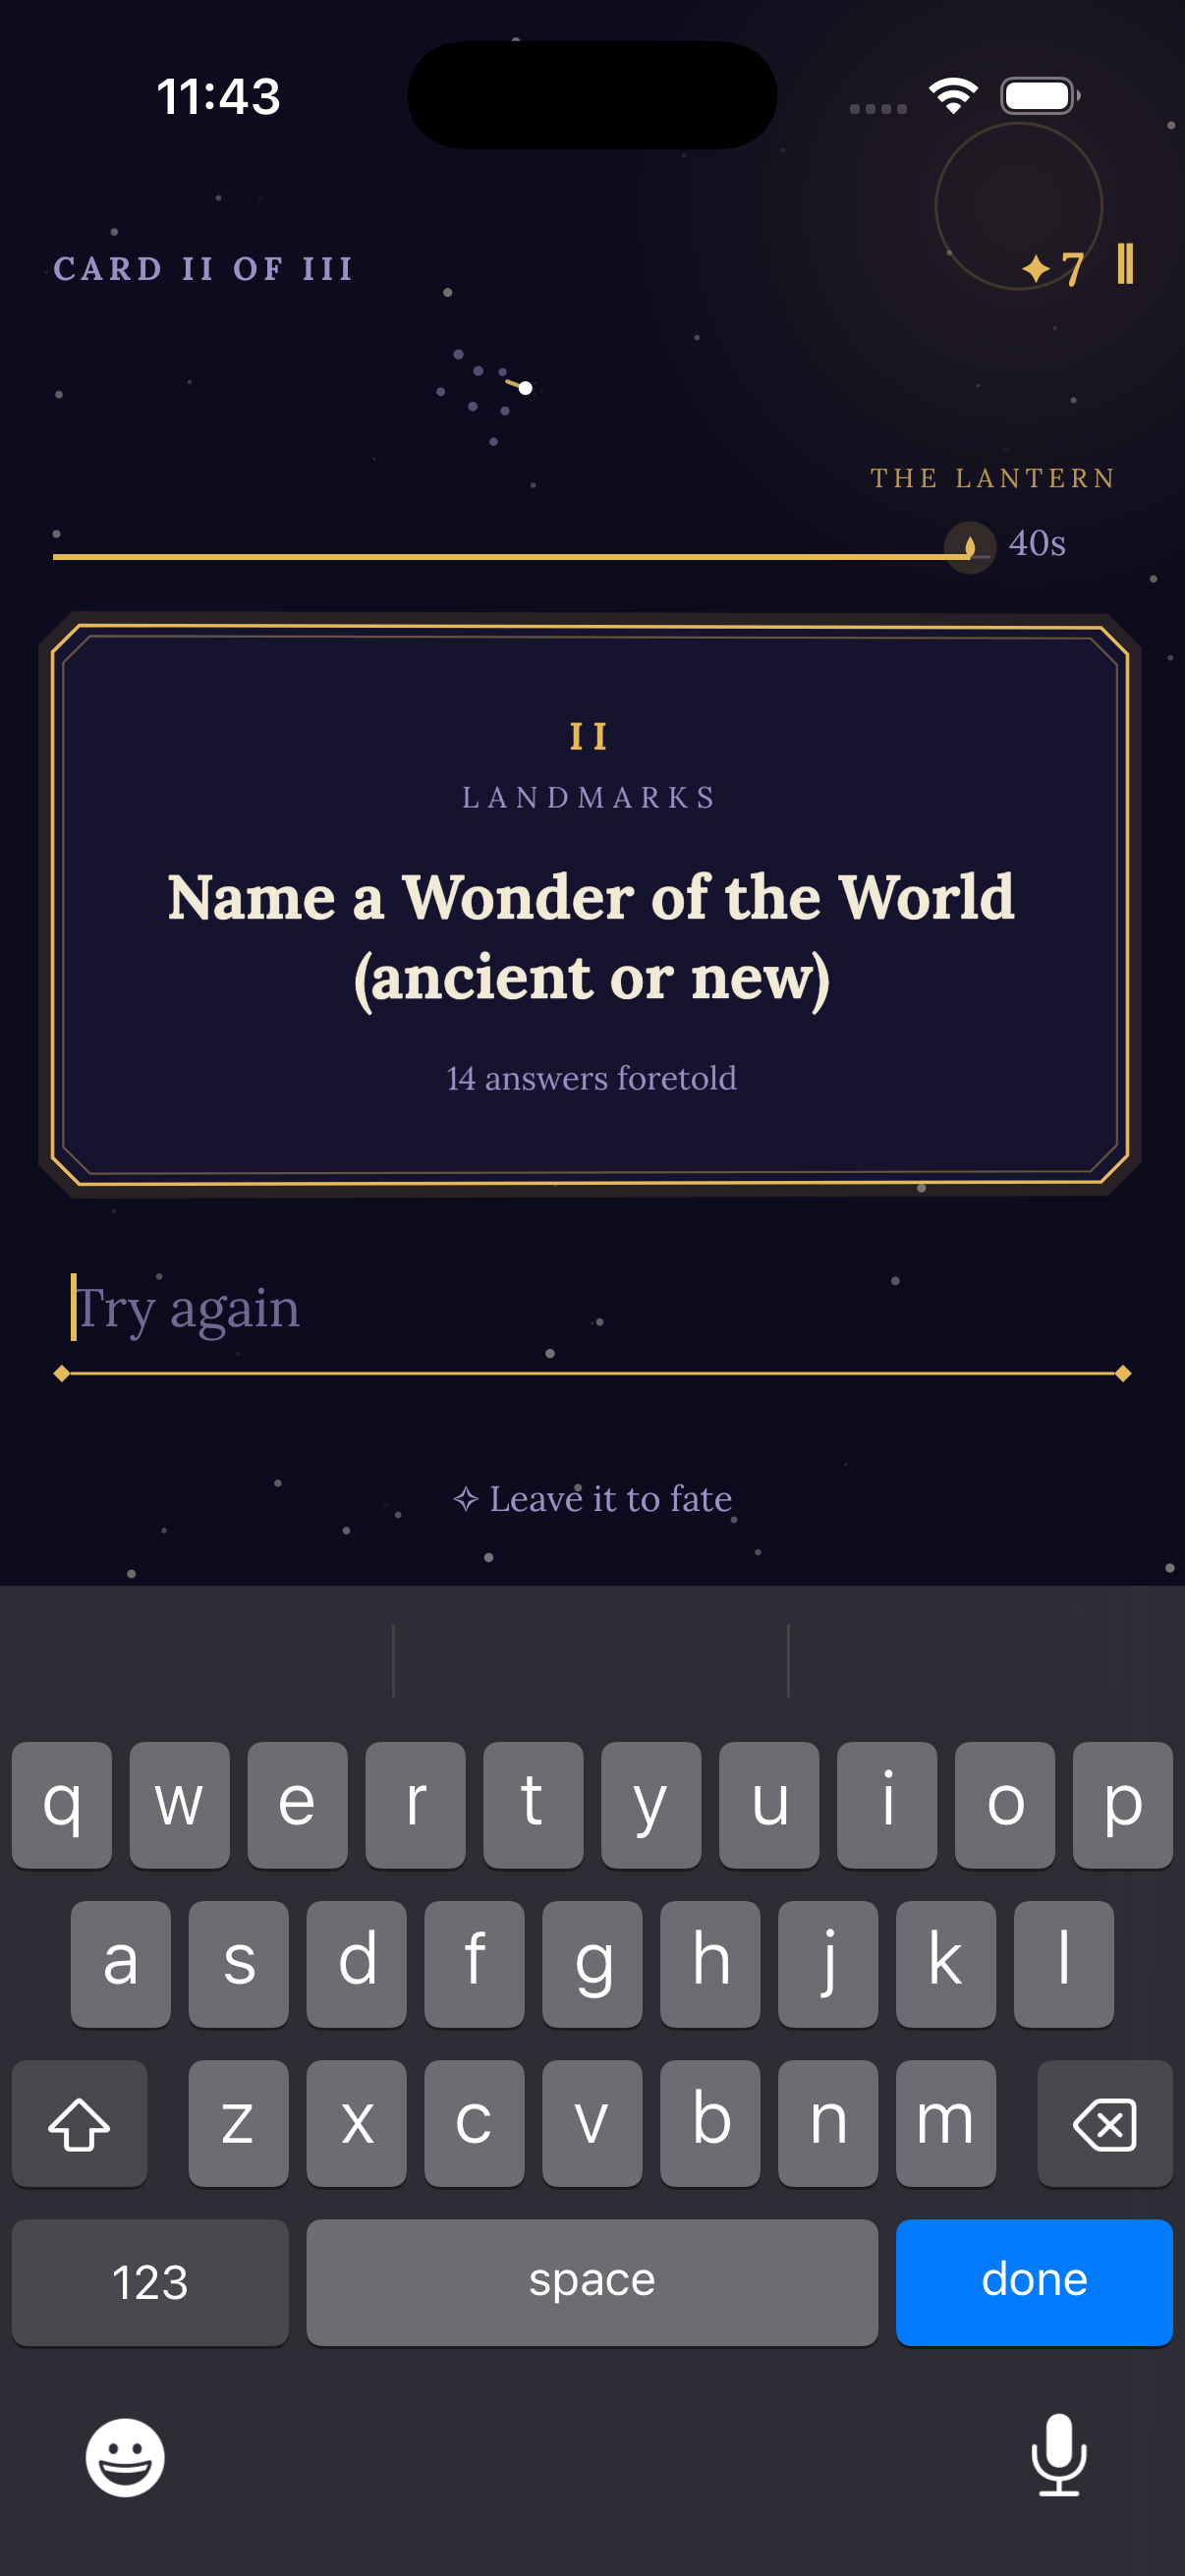 11:43
CARD II OF III
✦ 7
THE LANTERN
40s
II
LANDMARKS
Name a Wonder of the World
(ancient or new)
14 answers foretold
Try again
✧ Leave it to fate
q w e r t y u i o p
a s d f g h j k l
z x c v b n m
123 space done